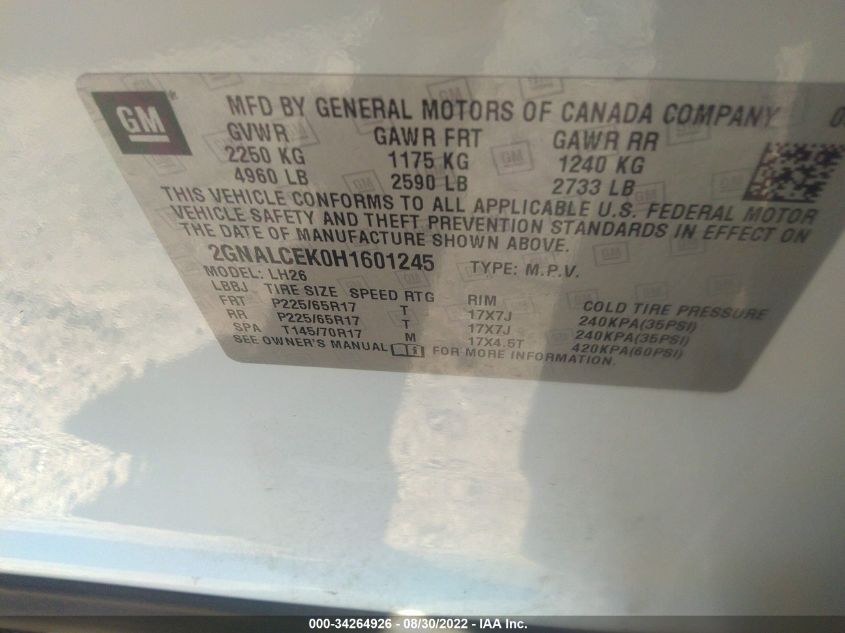 GM
MFD BY GENERAL MOTORS OF CANADA COMPANY 0
GVWR GAWR FRT GAWR RR
2250 KG 1175 KG 1240 KG
4960 LB 2590 LB 2733 LB
THIS VEHICLE CONFORMS TO ALL APPLICABLE U.S. FEDERAL MOTOR
VEHICLE SAFETY AND THEFT PREVENTION STANDARDS IN EFFECT ON
THE DATE OF MANUFACTURE SHOWN ABOVE.
2GNALCEK0H1601245 TYPE: M.P.V.
MODEL: LH26
LBBJ TIRE SIZE SPEED RTG RIM COLD TIRE PRESSURE
FRT P225/65R17 T 17X7J 240KPA(35PSI)
RR P225/65R17 T 17X7J 240KPA(35PSI)
SPA T145/70R17 M 17X4.5T 420KPA(60PSI)
SEE OWNER'S MANUAL FOR MORE INFORMATION.
000-34264926 - 08/30/2022 - IAA Inc.